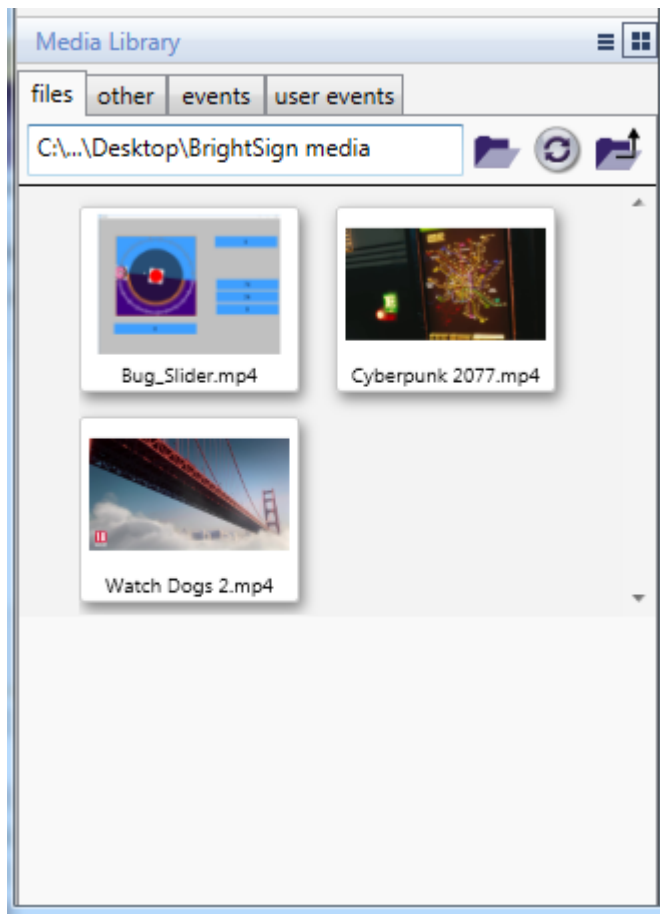 Media Library
files other events user events
C:\...\Desktop\BrightSign media
Bug_Slider.mp4 Cyberpunk 2077.mp4
Watch Dogs 2.mp4